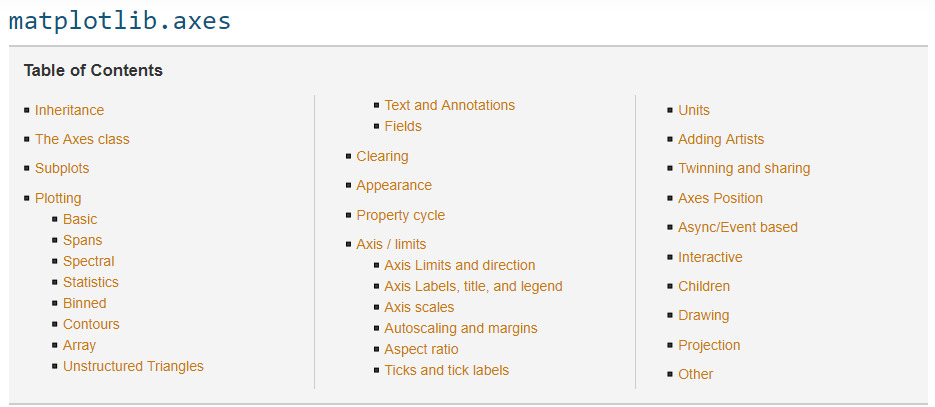 matplotlib.axes
Table of Contents
Inheritance
The Axes class
Subplots
Plotting
Basic
Spans
Spectral
Statistics
Binned
Contours
Array
Unstructured Triangles
Text and Annotations
Fields
Clearing
Appearance
Property cycle
Axis / limits
Axis Limits and direction
Axis Labels, title, and legend
Axis scales
Autoscaling and margins
Aspect ratio
Ticks and tick labels
Units
Adding Artists
Twinning and sharing
Axes Position
Async/Event based
Interactive
Children
Drawing
Projection
Other